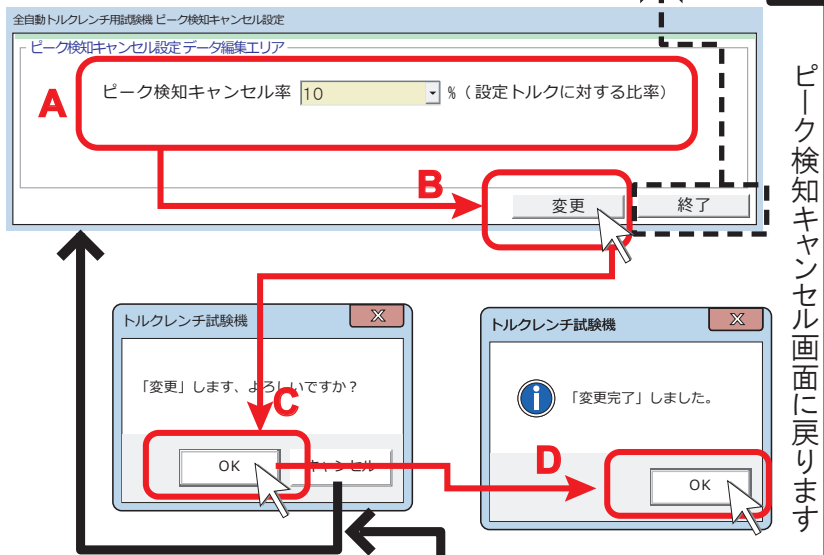 全自動トルクレンチ用試験機 ピーク検知キャンセル設定
ピーク検知キャンセル設定 データ編集エリア
A
ピーク検知キャンセル率 10 % ( 設定トルクに対する比率)
B
変更
終了
ピーク検知キャンセル画面に戻ります
トルクレンチ試験機
X
「変更」します、よろしいですか？
C
OK
キャンセル
トルクレンチ試験機
X
「変更完了」しました。
D
OK